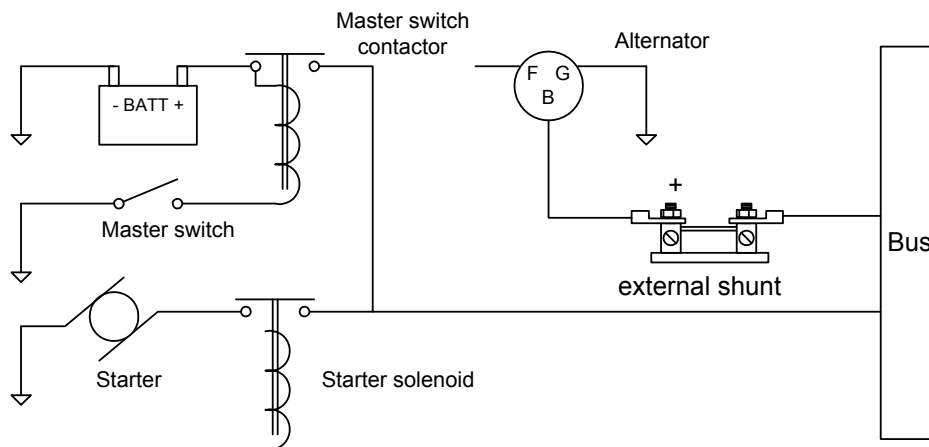 Master switch
contactor
Alternator
F G
B
- BATT +
+
Master switch
Bus
external shunt
Starter
Starter solenoid